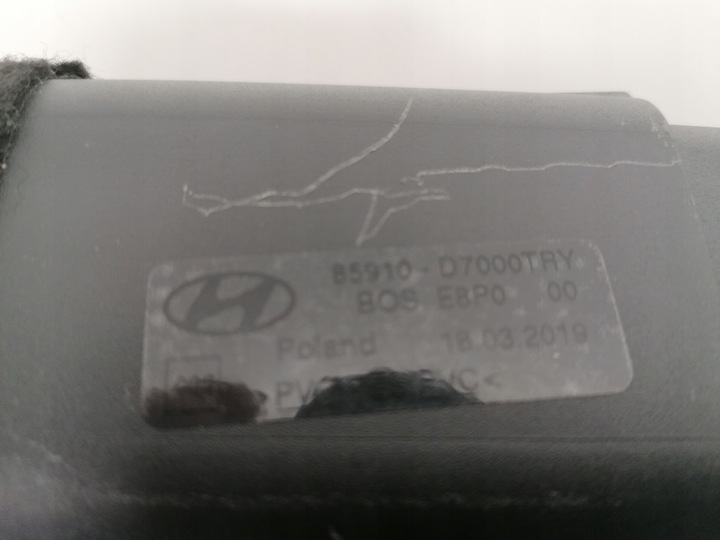 85910 - D7000TRY
BOS E8P0 00
Poland 18.03.2019